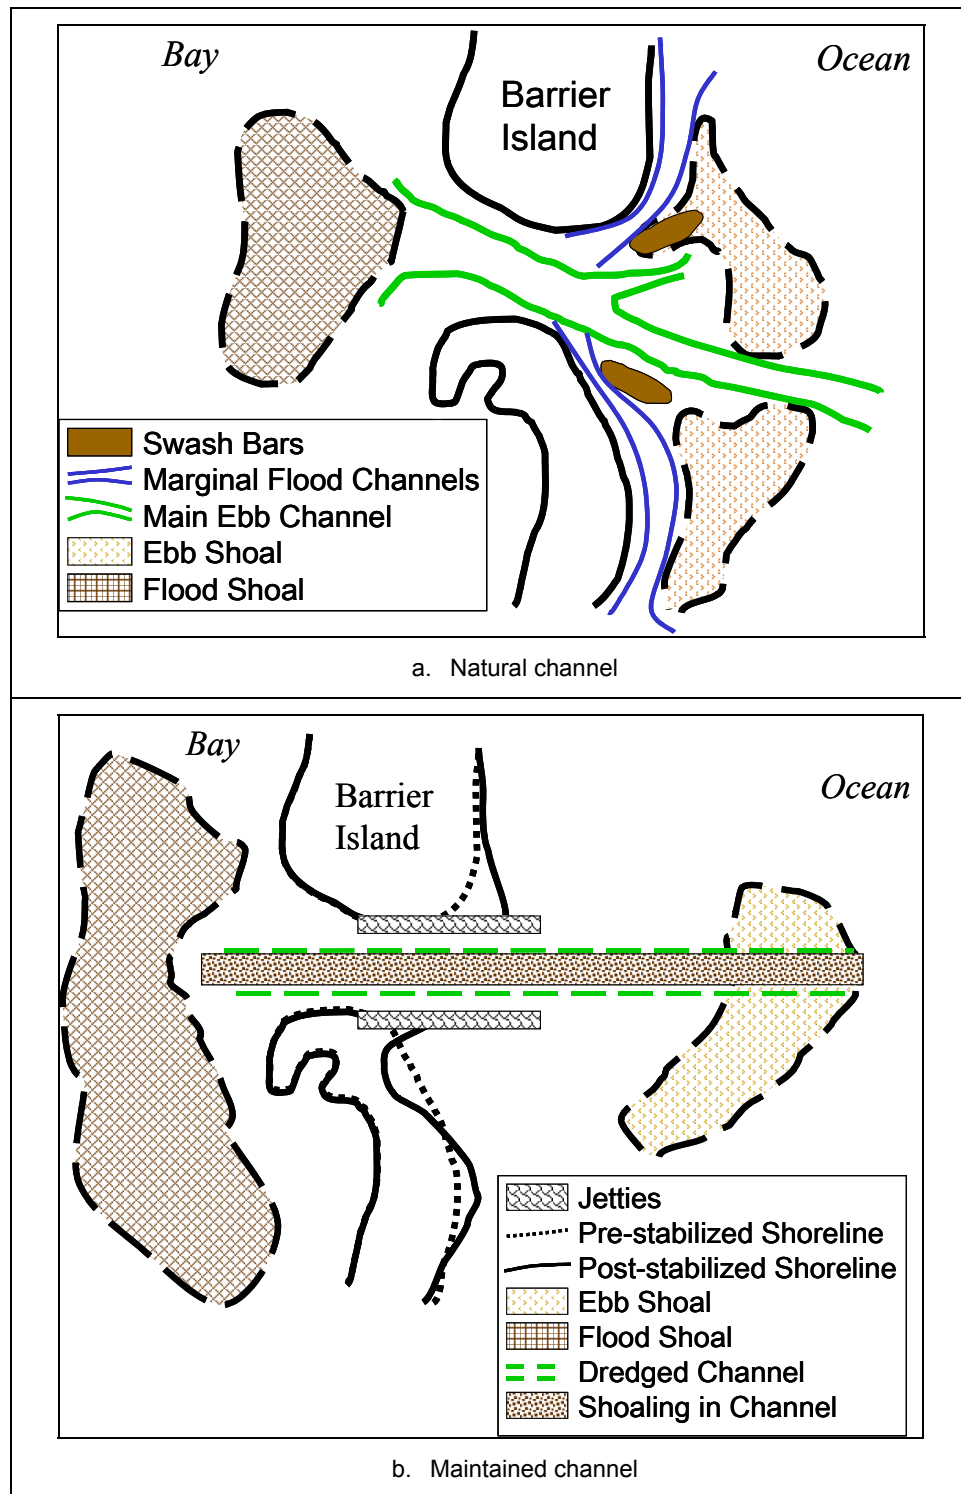 Bay
Ocean
Barrier
Island
Swash Bars
Marginal Flood Channels
Main Ebb Channel
Ebb Shoal
Flood Shoal
a. Natural channel
Bay
Ocean
Barrier
Island
Jetties
Pre-stabilized Shoreline
Post-stabilized Shoreline
Ebb Shoal
Flood Shoal
Dredged Channel
Shoaling in Channel
b. Maintained channel